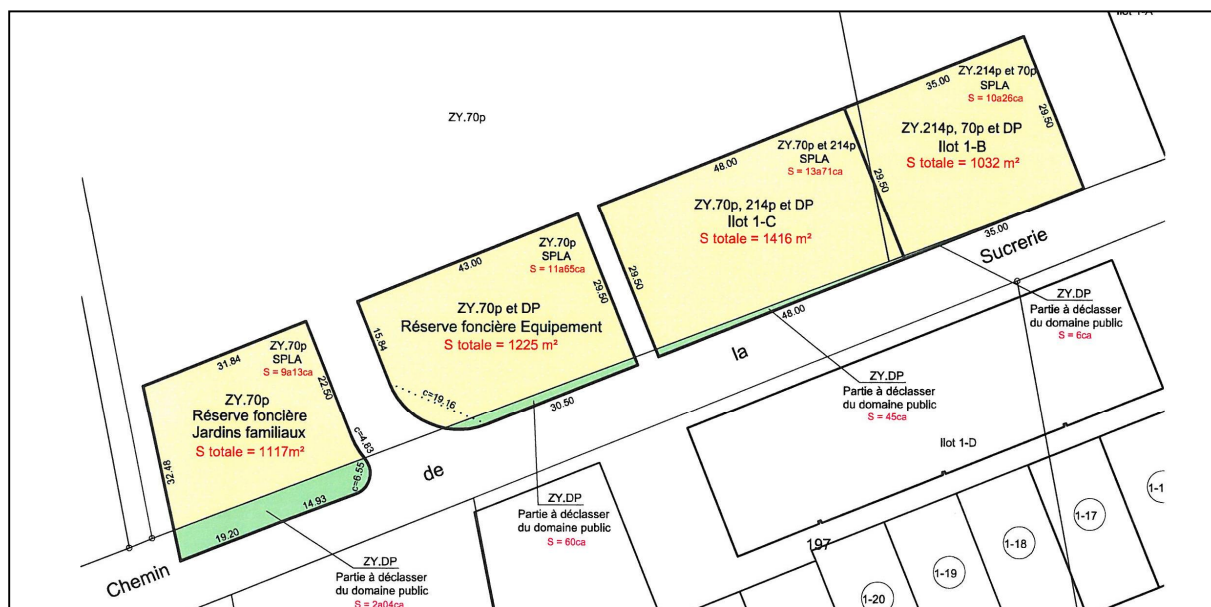 Ilot 1-A
ZY.70p
ZY.214p et 70p
SPLA
S = 10a26ca
35.00
29.50
ZY.214p, 70p et DP
Ilot 1-B
S totale = 1032 m²
35.00
48.00
ZY.70p et 214p
SPLA
S = 13a71ca
29.50
ZY.70p, 214p et DP
Ilot 1-C
S totale = 1416 m²
29.50
48.00
43.00
ZY.70p
SPLA
S = 11a65ca
29.50
ZY.70p et DP
Réserve foncière Equipement
S totale = 1225 m²
15.84
c=19.16
30.50
31.84
ZY.70p
SPLA
S = 9a13ca
22.50
ZY.70p
Réserve foncière
Jardins familiaux
S totale = 1117m²
32.48
c=4.83
c=6.55
14.93
19.20
Chemin
de
la
Sucrerie
ZY.DP
Partie à déclasser
du domaine public
S = 6ca
ZY.DP
Partie à déclasser
du domaine public
S = 45ca
ZY.DP
Partie à déclasser
du domaine public
S = 60ca
ZY.DP
Partie à déclasser
du domaine public
S = 2a04ca
Ilot 1-D
197
1-20
1-19
1-18
1-17
1-1